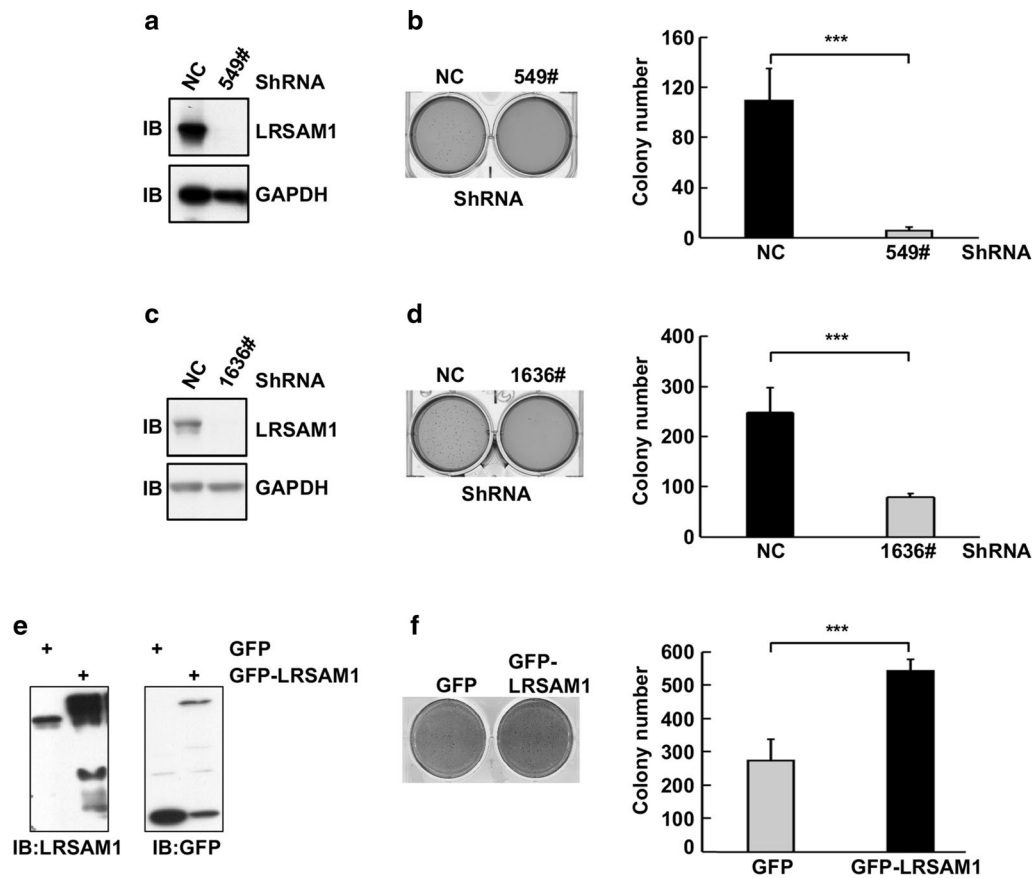 a
NC 549# ShRNA
IB LRSAM1
IB GAPDH
b
NC 549#
ShRNA
Colony number
160
120
80
40
0
***
NC 549# ShRNA
c
NC 1636# ShRNA
IB LRSAM1
IB GAPDH
d
NC 1636#
ShRNA
Colony number
400
300
200
100
0
***
NC 1636# ShRNA
e
+ + GFP
+ + GFP-LRSAM1
IB:LRSAM1 IB:GFP
f
GFP GFP-
LRSAM1
Colony number
600
500
400
300
200
100
0
***
GFP GFP-LRSAM1